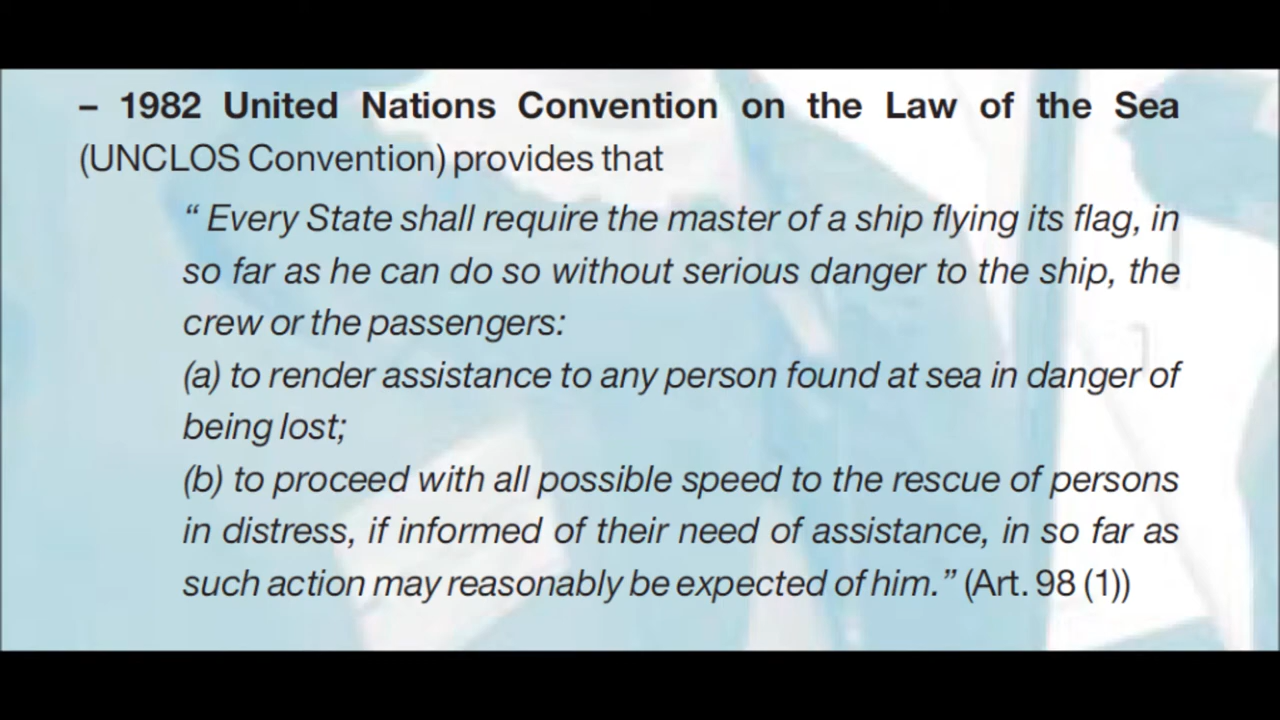 – 1982 United Nations Convention on the Law of the Sea
(UNCLOS Convention) provides that
“ Every State shall require the master of a ship flying its flag, in
so far as he can do so without serious danger to the ship, the
crew or the passengers:
(a) to render assistance to any person found at sea in danger of
being lost;
(b) to proceed with all possible speed to the rescue of persons
in distress, if informed of their need of assistance, in so far as
such action may reasonably be expected of him.” (Art. 98 (1))